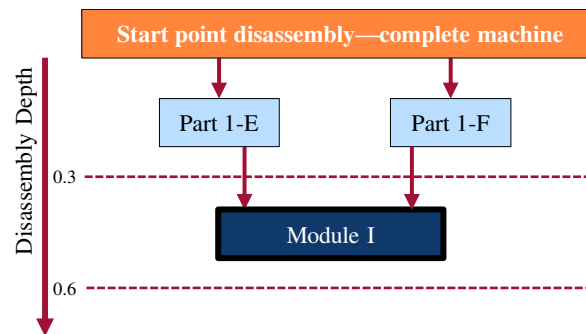 Start point disassembly—complete machine
Part 1-E
Part 1-F
Disassembly Depth
0.3
Module I
0.6